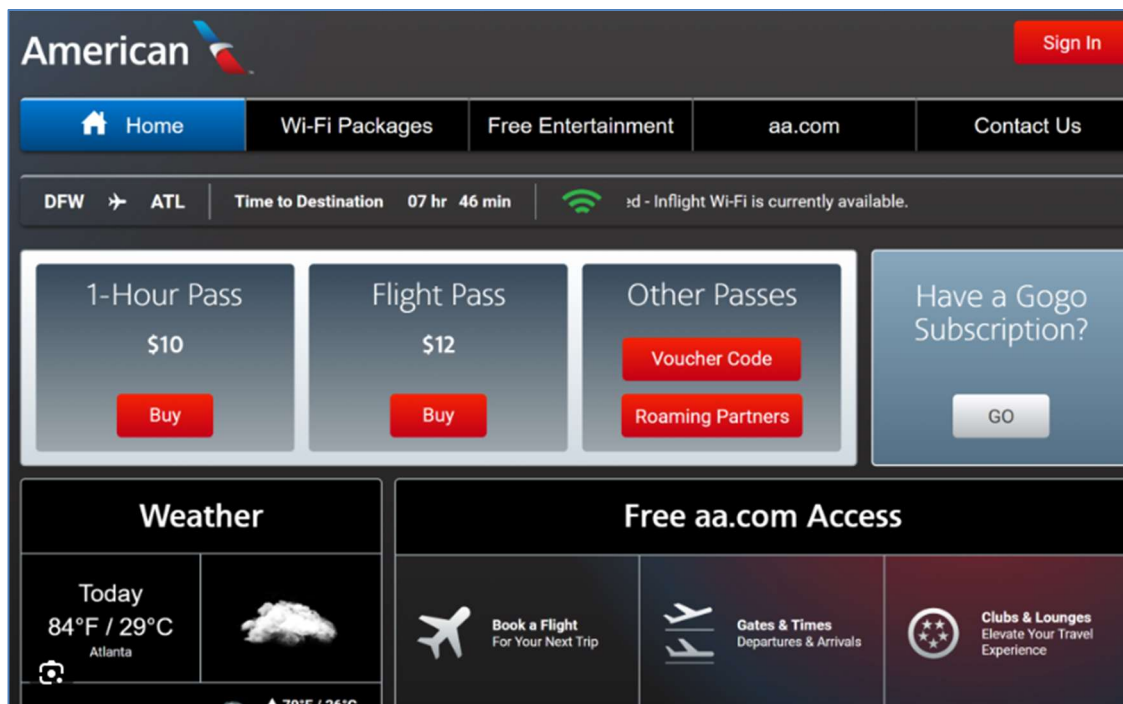 American
Sign In
Home
Wi-Fi Packages
Free Entertainment
aa.com
Contact Us
DFW ATL
Time to Destination 07 hr 46 min
ed - Inflight Wi-Fi is currently available.
1-Hour Pass
$10
Buy
Flight Pass
$12
Buy
Other Passes
Voucher Code
Roaming Partners
Have a Gogo
Subscription?
GO
Weather
Today
84°F / 29°C
Atlanta
Free aa.com Access
Book a Flight
For Your Next Trip
Gates & Times
Departures & Arrivals
Clubs & Lounges
Elevate Your Travel
Experience